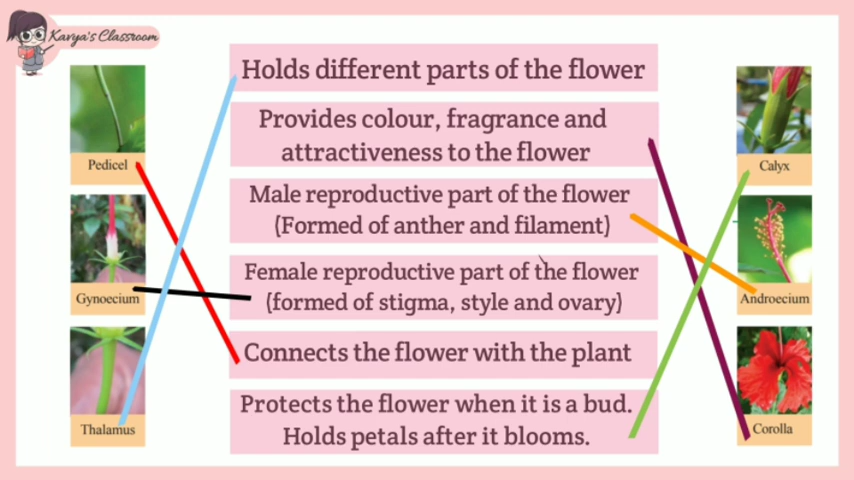 Kavya's Classroom
Holds different parts of the flower
Provides colour, fragrance and
attractiveness to the flower
Male reproductive part of the flower
(Formed of anther and filament)
Female reproductive part of the flower
(formed of stigma, style and ovary)
Connects the flower with the plant
Protects the flower when it is a bud.
Holds petals after it blooms.
Pedicel
Gynoecium
Thalamus
Calyx
Androecium
Corolla